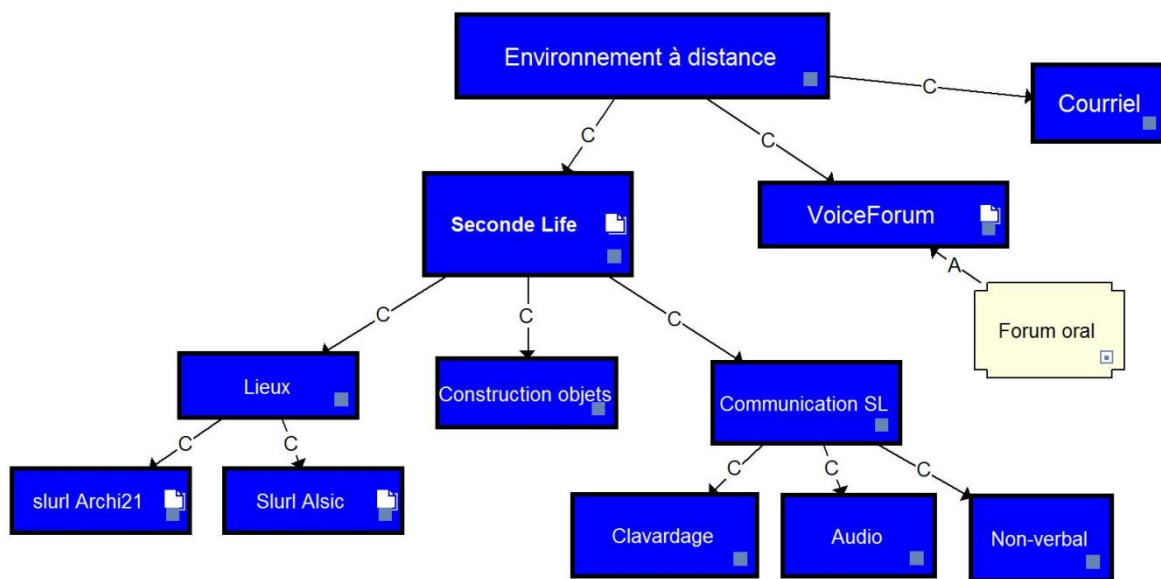 Environnement à distance
C
Courriel
C
C
Seconde Life
VoiceForum
A
Forum oral
C
C
C
Lieux
Construction objets
Communication SL
C
C
C
C
C
slurl Archi21
Slurl Alsic
Clavardage
Audio
Non-verbal